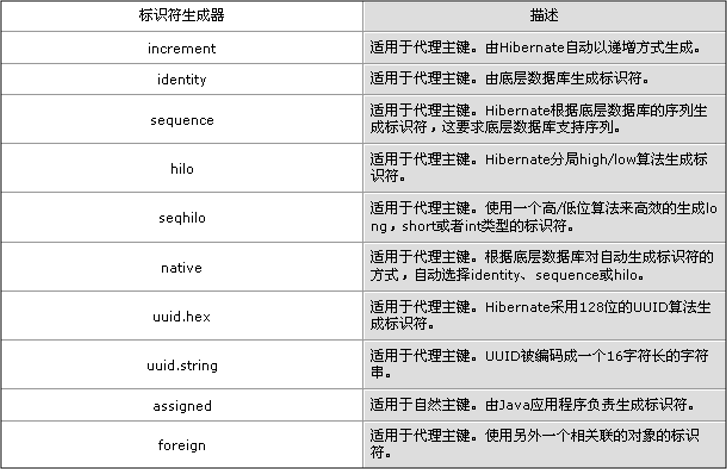 标识符生成器 描述
increment 适用于代理主键。由Hibernate自动以递增方式生成。
identity 适用于代理主键。由底层数据库生成标识符。
sequence 适用于代理主键。Hibernate根据底层数据库的序列生
成标识符，这要求底层数据库支持序列。
hilo 适用于代理主键。Hibernate分局high/low算法生成标
识符。
seqhilo 适用于代理主键。使用一个高/低位算法来高效的生成lo
ng，short或者int类型的标识符。
native 适用于代理主键。根据底层数据库对自动生成标识符的
方式，自动选择identity、sequence或hilo。
uuid.hex 适用于代理主键。Hibernate采用128位的UUID算法生
成标识符。
uuid.string 适用于代理主键。UUID被编码成一个16字符长的字符
串。
assigned 适用于自然主键。由Java应用程序负责生成标识符。
foreign 适用于代理主键。使用另外一个相关联的对象的标识
符。